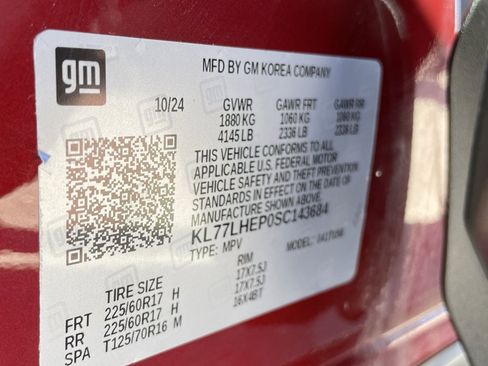 gm
MFD BY GM KOREA COMPANY
10/24 GVWR GAWR FRT GAWR RR
1880 KG 1060 KG 1060 KG
4145 LB 2336 LB 2336 LB
THIS VEHICLE CONFORMS TO ALL
APPLICABLE U.S. FEDERAL MOTOR
VEHICLE SAFETY AND THEFT PREVENTION
STANDARDS IN EFFECT ON THE DATE OF
MANUFACTURE SHOWN ABOVE.
KL77LHEP0SC143684
TYPE: MPV MODEL:
TIRE SIZE RIM
FRT 225/60R17 H 17X7.5J
RR 225/60R17 H 17X7.5J
SPA T125/70R16 M 16X4BT